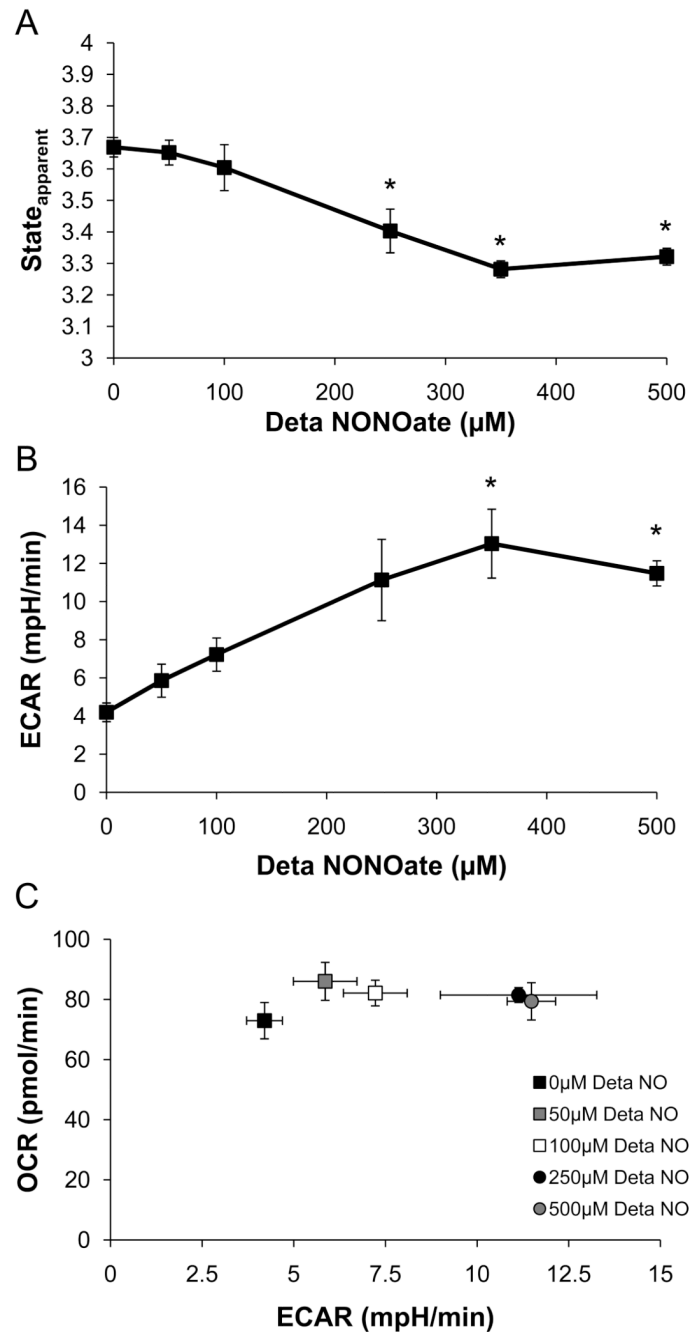 A
4
3.9
3.8
3.7
3.6
3.5
3.4
3.3
3.2
3.1
3
State apparent
* * *
0 100 200 300 400 500
Deta NONOate (µM)
B
16
14
12
10
8
6
4
2
0
ECAR (mpH/min)
* *
0 100 200 300 400 500
Deta NONOate (µM)
C
100
80
60
40
20
0
OCR (pmol/min)
0µM Deta NO
50µM Deta NO
100µM Deta NO
250µM Deta NO
500µM Deta NO
0 2.5 5 7.5 10 12.5 15
ECAR (mpH/min)